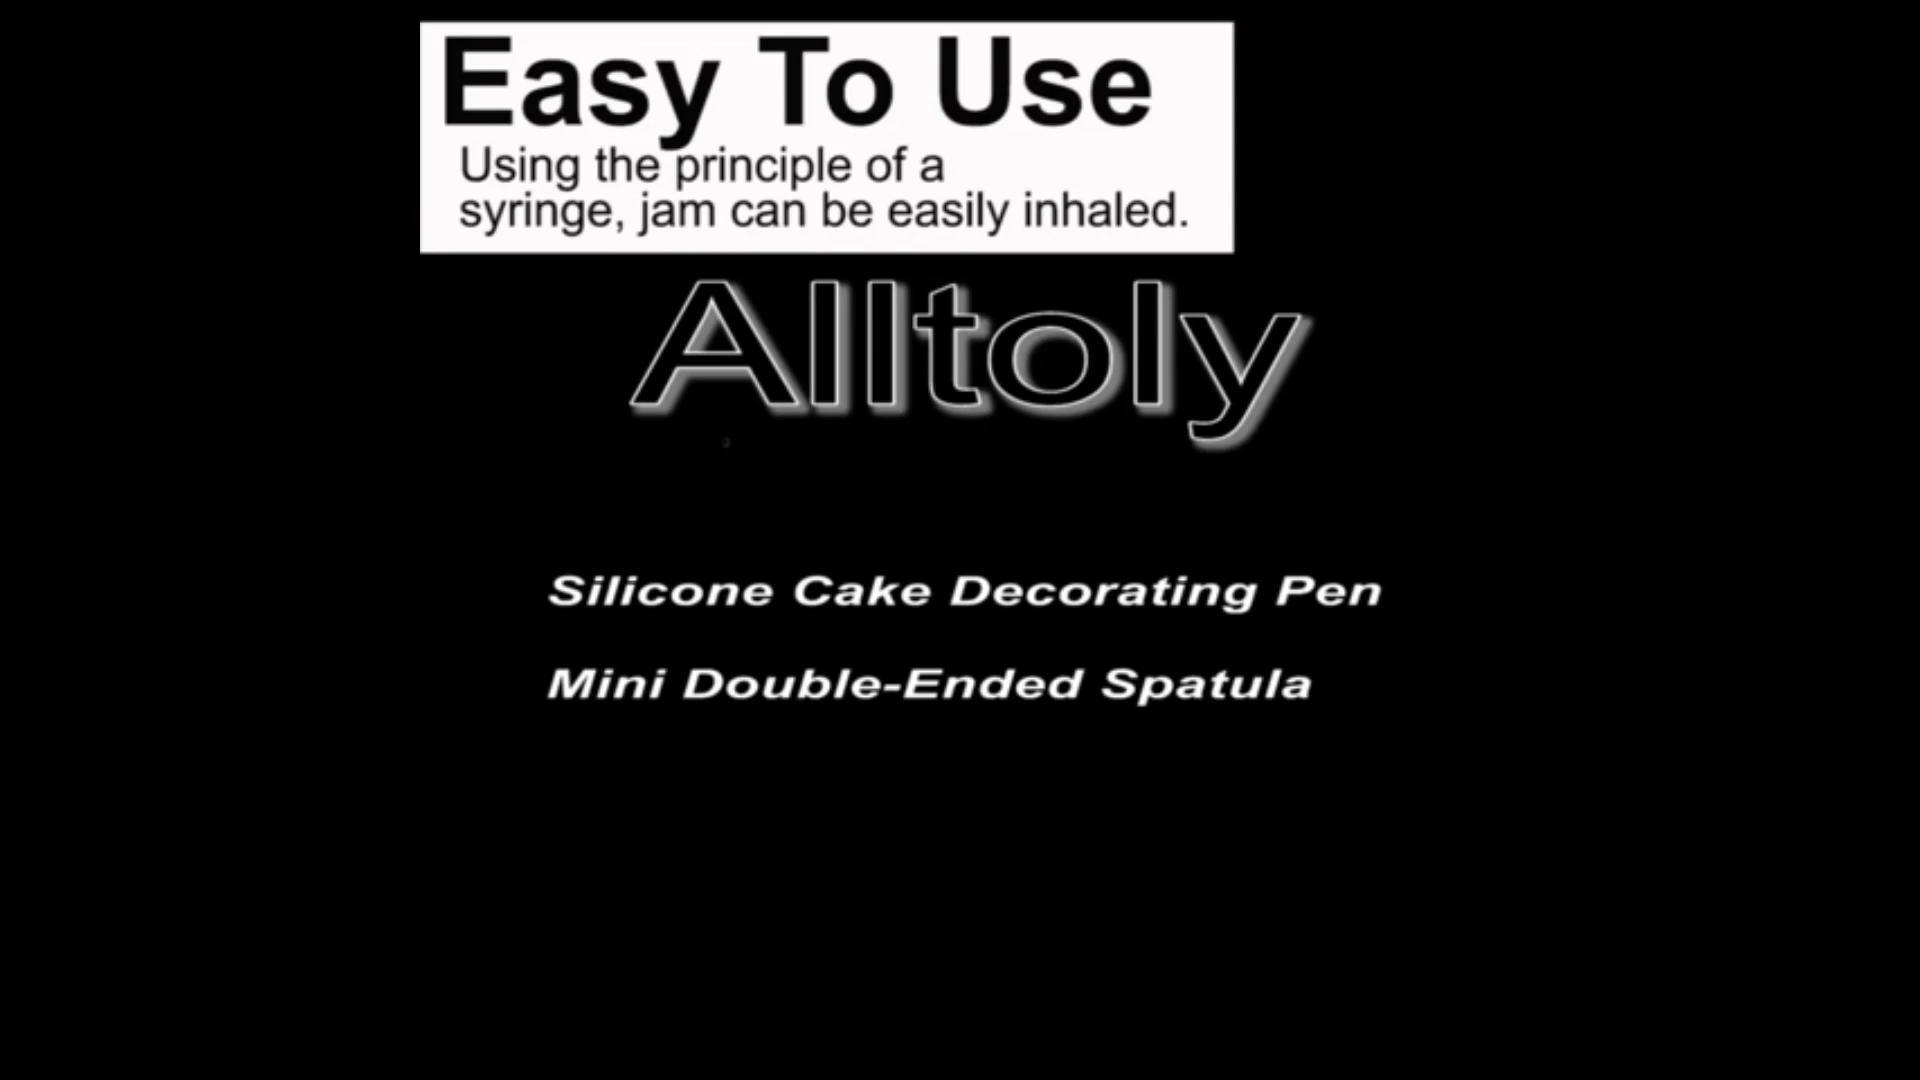 Easy To Use
Using the principle of a
syringe, jam can be easily inhaled.
Alltoly
Silicone Cake Decorating Pen
Mini Double-Ended Spatula